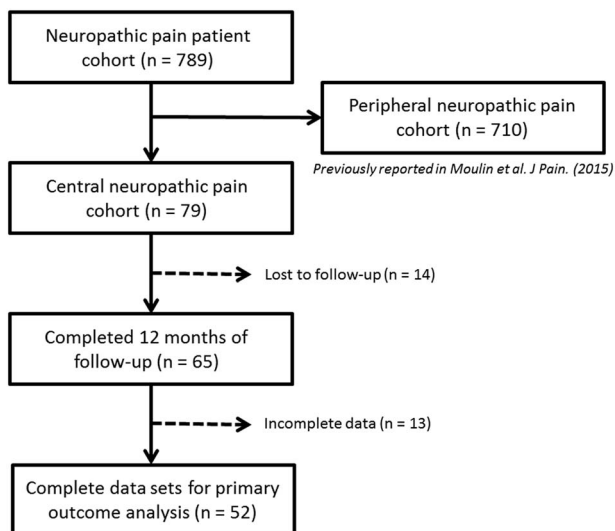 Neuropathic pain patient
cohort (n = 789)
Peripheral neuropathic pain
cohort (n = 710)
Previously reported in Moulin et al. J Pain. (2015)
Central neuropathic pain
cohort (n = 79)
Lost to follow-up (n = 14)
Completed 12 months of
follow-up (n = 65)
Incomplete data (n = 13)
Complete data sets for primary
outcome analysis (n = 52)